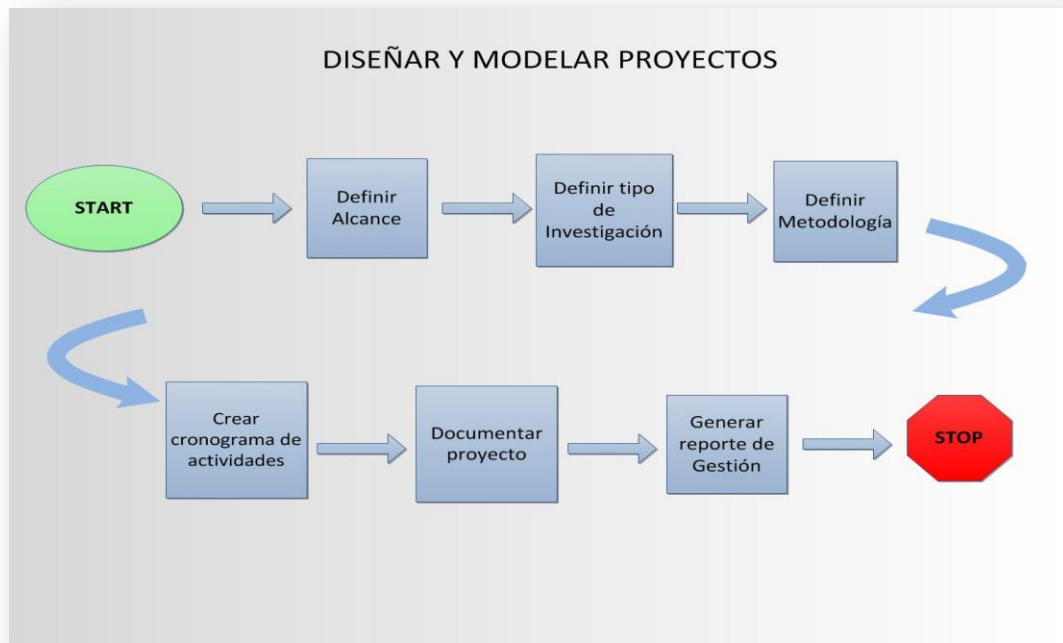 DISEÑAR Y MODELAR PROYECTOS
START
Definir
Alcance
Definir tipo
de
Investigación
Definir
Metodología
Crear
cronograma de
actividades
Documentar
proyecto
Generar
reporte de
Gestión
STOP